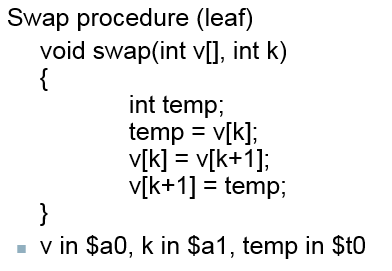 Swap procedure (leaf)
void swap(int v[], int k)
{
int temp;
temp = v[k];
v[k] = v[k+1];
v[k+1] = temp;
}
v in $a0, k in $a1, temp in $t0